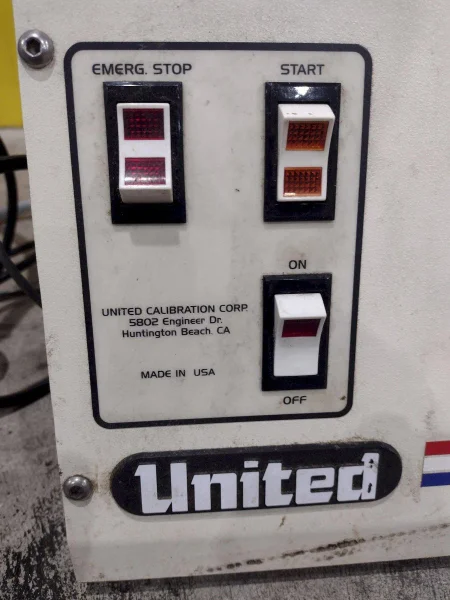 EMERG. STOP
START
ON
UNITED CALIBRATION CORP.
5802 Engineer Dr.
Huntington Beach, CA
MADE IN USA
OFF
United